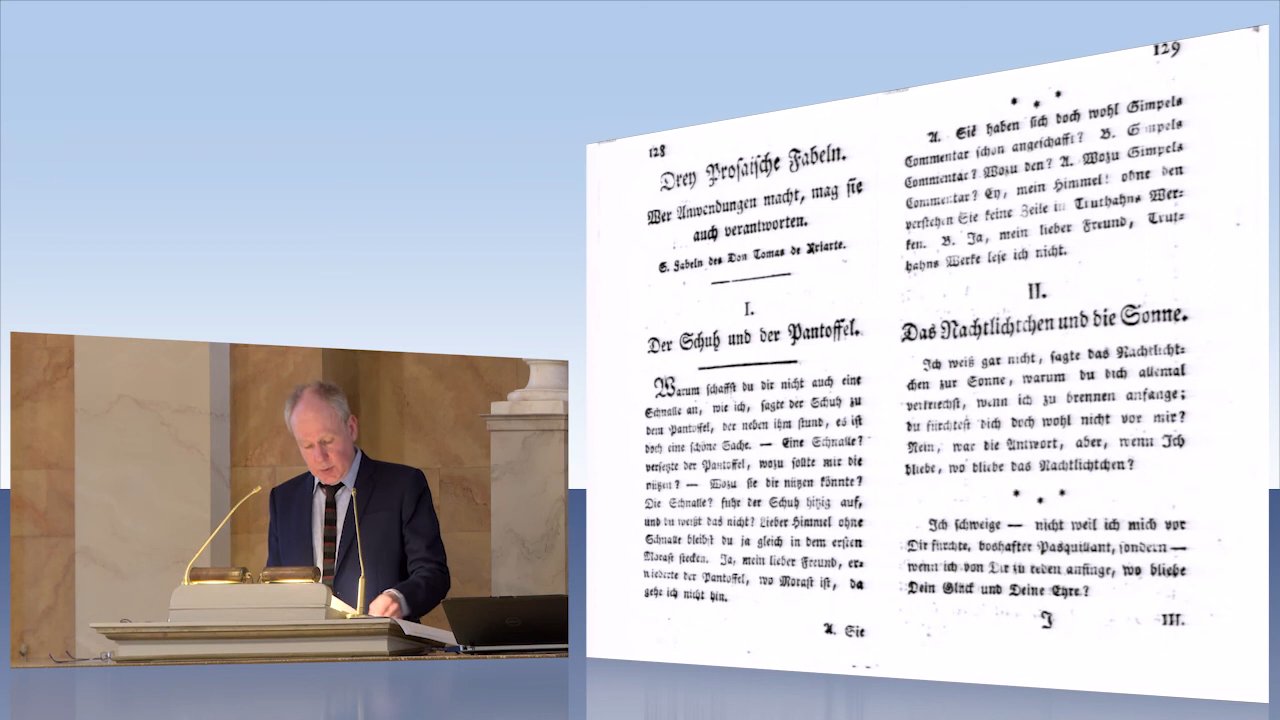 128
Drey Prosaische Fabeln.
Wer Anwendungen macht, mag sie
auch verantworten.
S. Fabeln des Don Tomas de Yriarte.
I.
Der Schuh und der Pantoffel.
Warum schaffst du dir nicht auch eine
Schnalle an, wie ich, sagte der Schuh zu
dem Pantoffel, der neben ihm stund, es ist
doch eine schöne Sache. — Eine Schnalle?
versetzte der Pantoffel, wozu sollte mir die
nützen? — Wozu sie dir nützen könnte?
Die Schnalle? fuhr der Schuh hitzig auf,
und du weißt das nicht? Lieber Himmel ohne
Schnalle bleibst du ja gleich in dem ersten
Morast stecken. Ja, mein lieber Freund, er-
wiederte der Pantoffel, wo Morast ist, da
gehe ich nicht hin.
A. Sie
129
* * *
A. Sie haben sich doch wohl Gimpels
Commentar schon angeschafft? B. Gimpels
Commentar? Wozu den? A. Wozu Gimpels
Commentar? Ey, mein Himmel! ohne den
verstehen Sie keine Zeile in Truthahns Wer-
ken. B. Ja, mein lieber Freund, Trut-
hahns Werke lese ich nicht.
II.
Das Nachtlichtchen und die Sonne.
Ich weiß gar nicht, sagte das Nachtlicht-
chen zur Sonne, warum du dich allemal
verkriechst, wenn ich zu brennen anfange;
du fürchtest dich doch wohl nicht vor mir?
Nein, war die Antwort, aber, wenn Ich
bliebe, wo bliebe das Nachtlichtchen?
* * *
Ich schweige — nicht weil ich mich vor
Dir fürchte, boshafter Pasquillant, sondern —
wenn ich von Dir zu reden anfinge, wo bliebe
Dein Glück und Deine Ehre?
J
III.